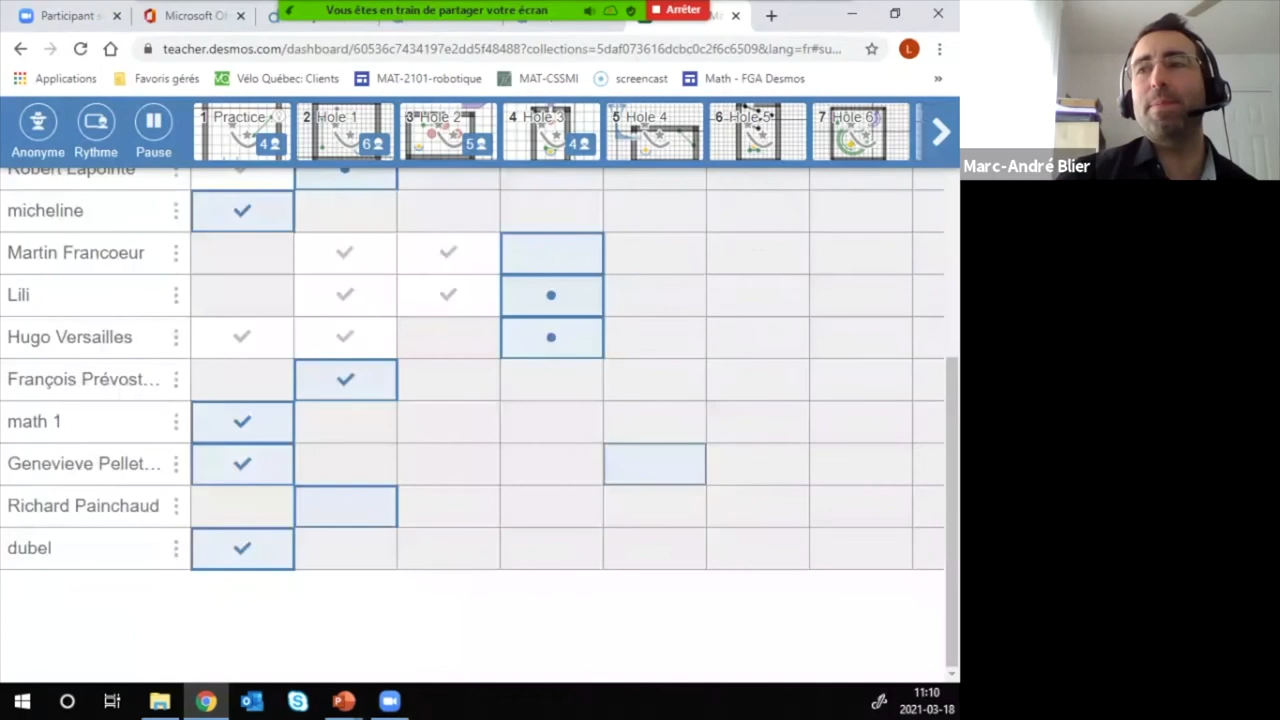 Participant s
Microsoft O
Vous êtes en train de partager votre écran
Arrêter
teacher.desmos.com/dashboard/60536c7434197e2dd5f48488?collections=5daf073616dcbc0c2f6c6509&lang=fr#su...
L
Applications
Favoris gérés
Vélo Québec: Clients
MAT-2101-robotique
MAT-CSSMI
screencast
Math - FGA Desmos
»
Anonyme
Rythme
Pause
1 Practice
4
2 Hole 1
6
3 Hole 2
5
4 Hole 3
4
5 Hole 4
6 Hole 5
7 Hole 6
Robert Lapointe
micheline
Martin Francoeur
Lili
Hugo Versailles
François Prévost...
math 1
Genevieve Pellet...
Richard Painchaud
dubel
Marc-André Blier
11:10
2021-03-18